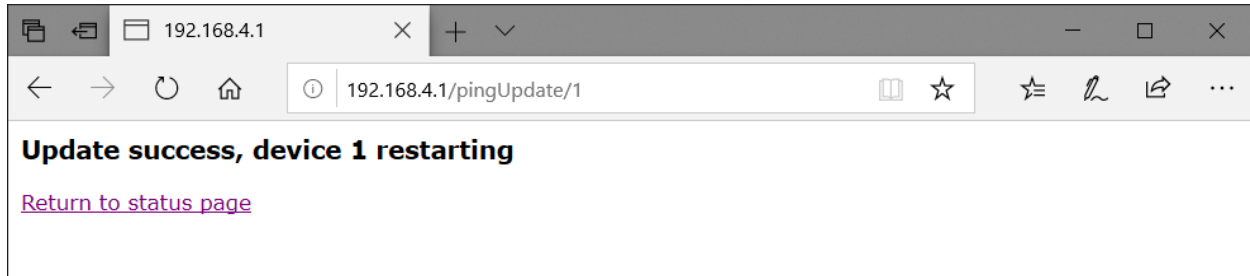 192.168.4.1
192.168.4.1/pingUpdate/1
Update success, device 1 restarting
Return to status page